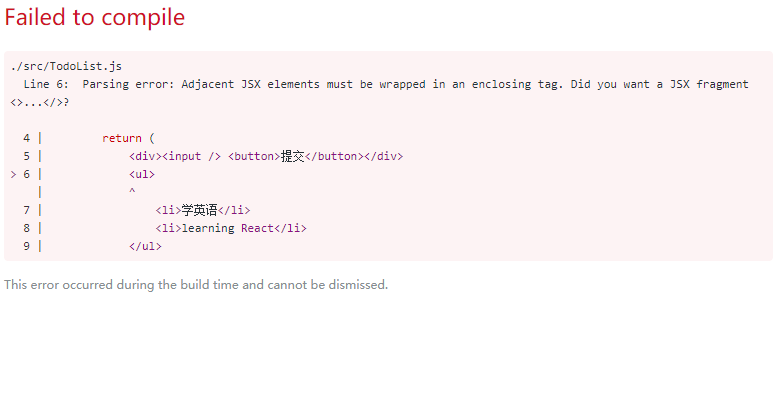 Failed to compile
./src/TodoList.js
  Line 6:  Parsing error: Adjacent JSX elements must be wrapped in an enclosing tag. Did you want a JSX fragment
<>...</>?
  4 |         return (
  5 |             <div><input /> <button>提交</button></div>
> 6 |             <ul>
    |             ^
  7 |                 <li>学英语</li>
  8 |                 <li>learning React</li>
  9 |             </ul>
This error occurred during the build time and cannot be dismissed.